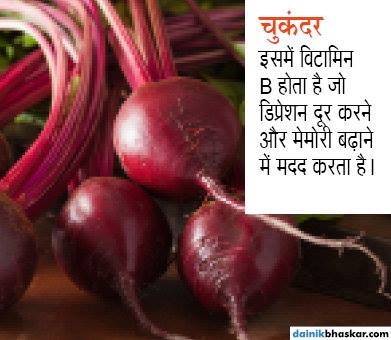 चुकंदर
इसमें विटामिन
B होता है जो
डिप्रेशन दूर करने
और मेमोरी बढ़ाने
में मदद करता है।
dainikbhaskar.com